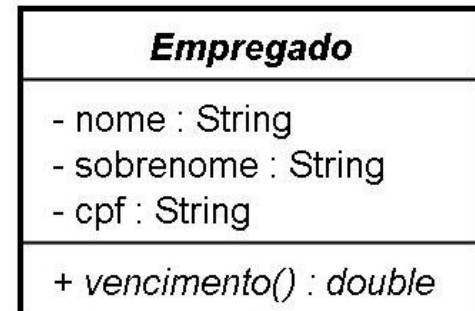 Empregado
- nome : String
- sobrenome : String
- cpf : String
+ vencimento() : double